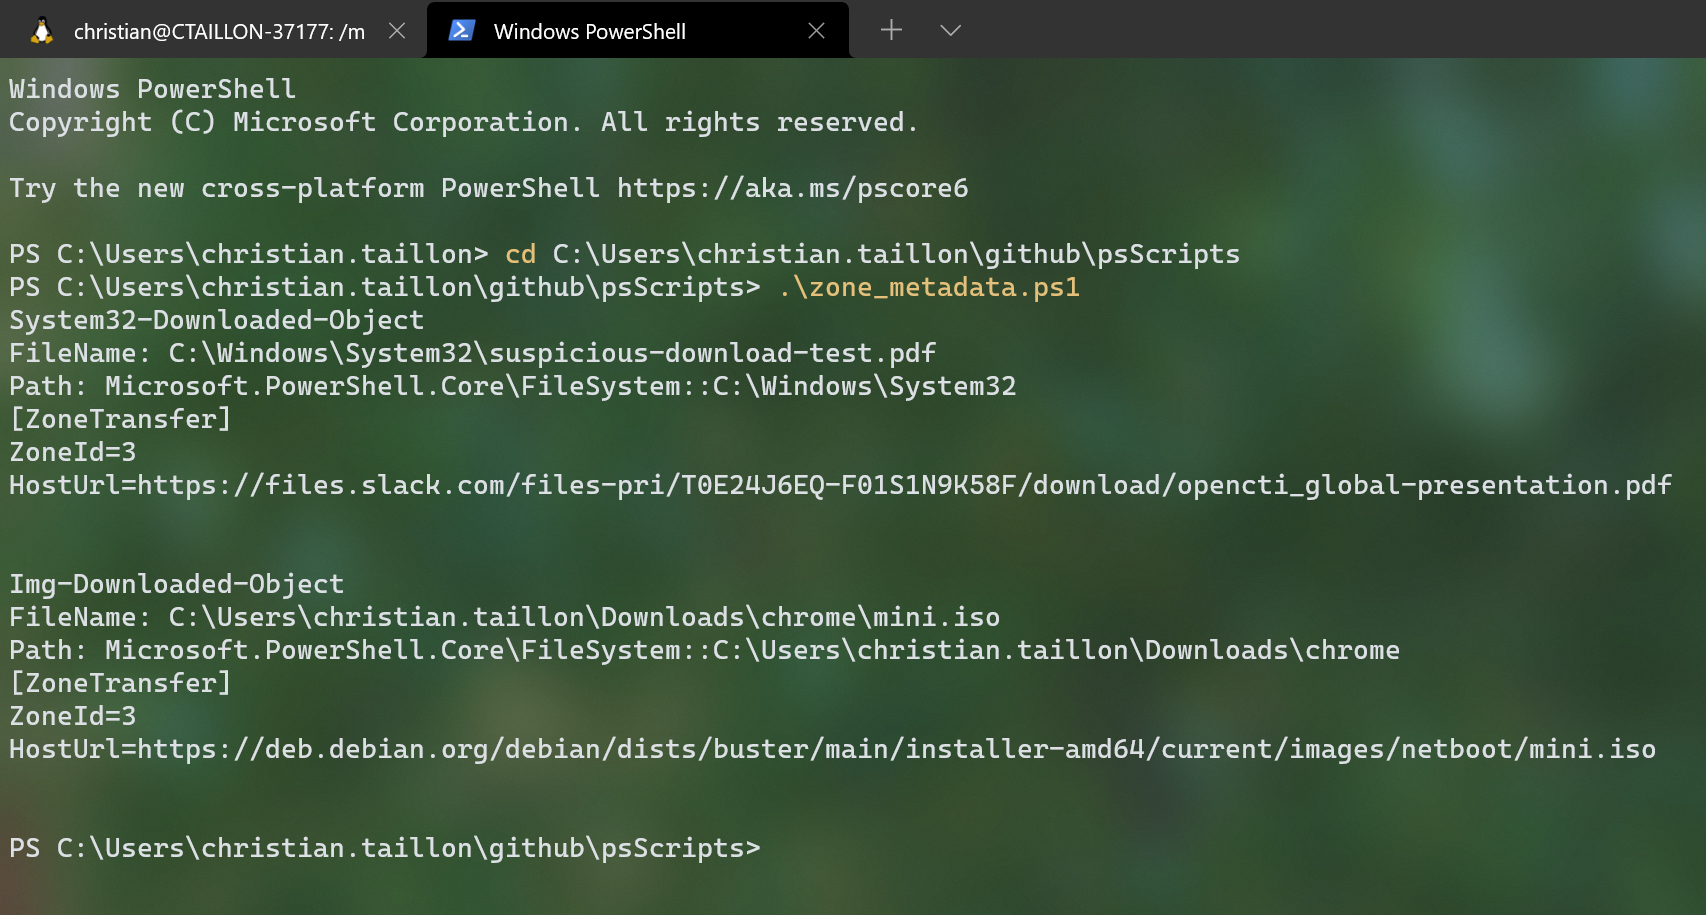 christian@CTAILLON-37177: /m
Windows PowerShell
Windows PowerShell
Copyright (C) Microsoft Corporation. All rights reserved.
Try the new cross-platform PowerShell https://aka.ms/pscore6
PS C:\Users\christian.taillon> cd C:\Users\christian.taillon\github\psScripts
PS C:\Users\christian.taillon\github\psScripts> .\zone_metadata.ps1
System32-Downloaded-Object
FileName: C:\Windows\System32\suspicious-download-test.pdf
Path: Microsoft.PowerShell.Core\FileSystem::C:\Windows\System32
[ZoneTransfer]
ZoneId=3
HostUrl=https://files.slack.com/files-pri/T0E24J6EQ-F01S1N9K58F/download/opencti_global-presentation.pdf
Img-Downloaded-Object
FileName: C:\Users\christian.taillon\Downloads\chrome\mini.iso
Path: Microsoft.PowerShell.Core\FileSystem::C:\Users\christian.taillon\Downloads\chrome
[ZoneTransfer]
ZoneId=3
HostUrl=https://deb.debian.org/debian/dists/buster/main/installer-amd64/current/images/netboot/mini.iso
PS C:\Users\christian.taillon\github\psScripts>